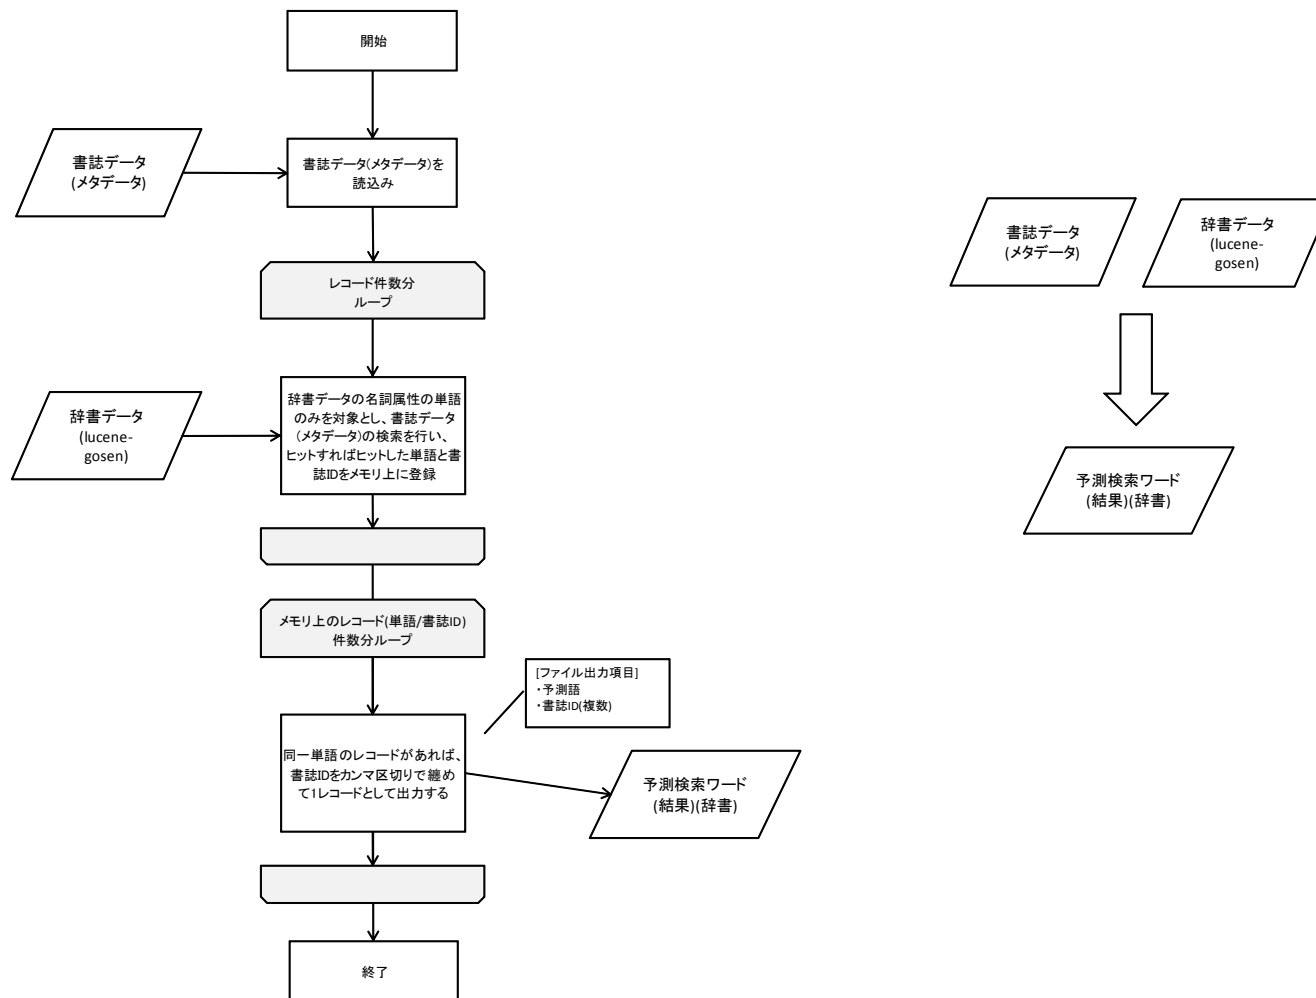 開始
書誌データ
(メタデータ)
書誌データ(メタデータ)を
読込み
レコード件数分
ループ
辞書データ
(lucene-
gosen)
辞書データの名詞属性の単語
のみを対象とし、書誌データ
(メタデータ)の検索を行い、
ヒットすればヒットした単語と書
誌IDをメモリ上に登録
メモリ上のレコード(単語/書誌ID)
件数分ループ
[ファイル出力項目]
・予測語
・書誌ID(複数)
同一単語のレコードがあれば、
書誌IDをカンマ区切りで纏め
て1レコードとして出力する
予測検索ワード
(結果)(辞書)
終了
書誌データ
(メタデータ)
辞書データ
(lucene-
gosen)
予測検索ワード
(結果)(辞書)